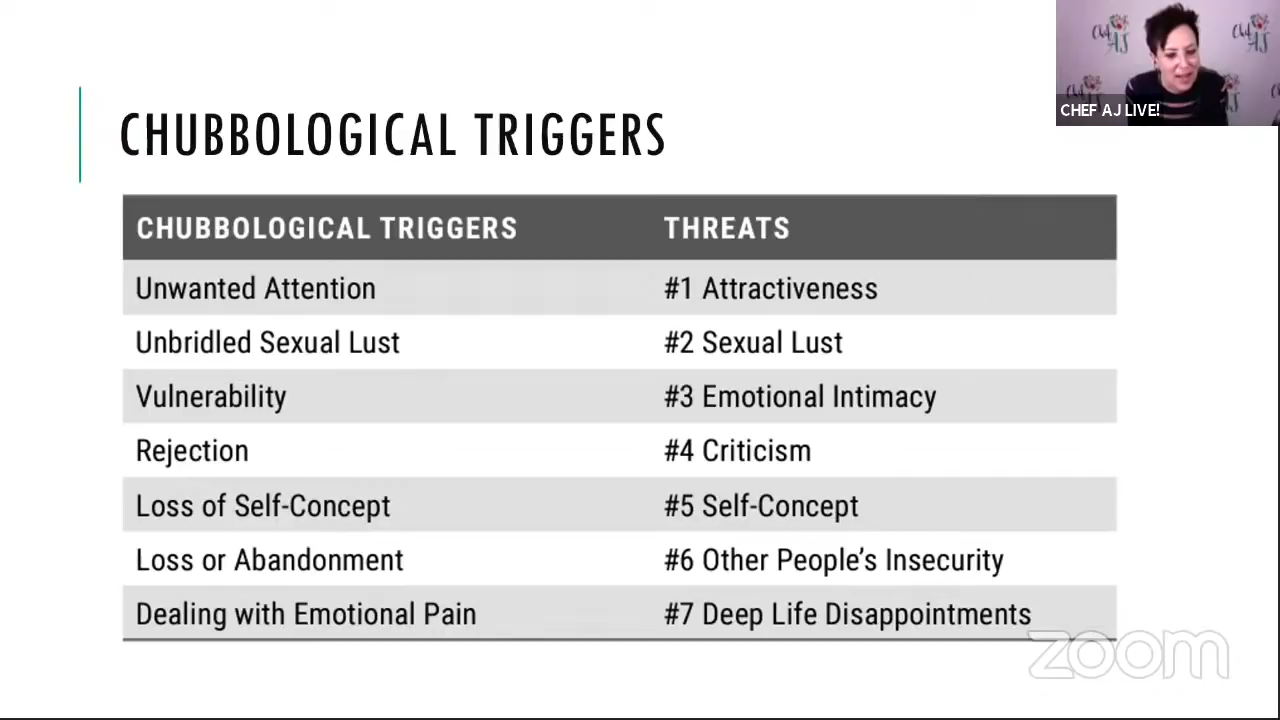 CHEF AJ LIVE!
CHUBBOLOGICAL TRIGGERS
CHUBBOLOGICAL TRIGGERS THREATS
Unwanted Attention #1 Attractiveness
Unbridled Sexual Lust #2 Sexual Lust
Vulnerability #3 Emotional Intimacy
Rejection #4 Criticism
Loss of Self-Concept #5 Self-Concept
Loss or Abandonment #6 Other People’s Insecurity
Dealing with Emotional Pain #7 Deep Life Disappointments
zoom